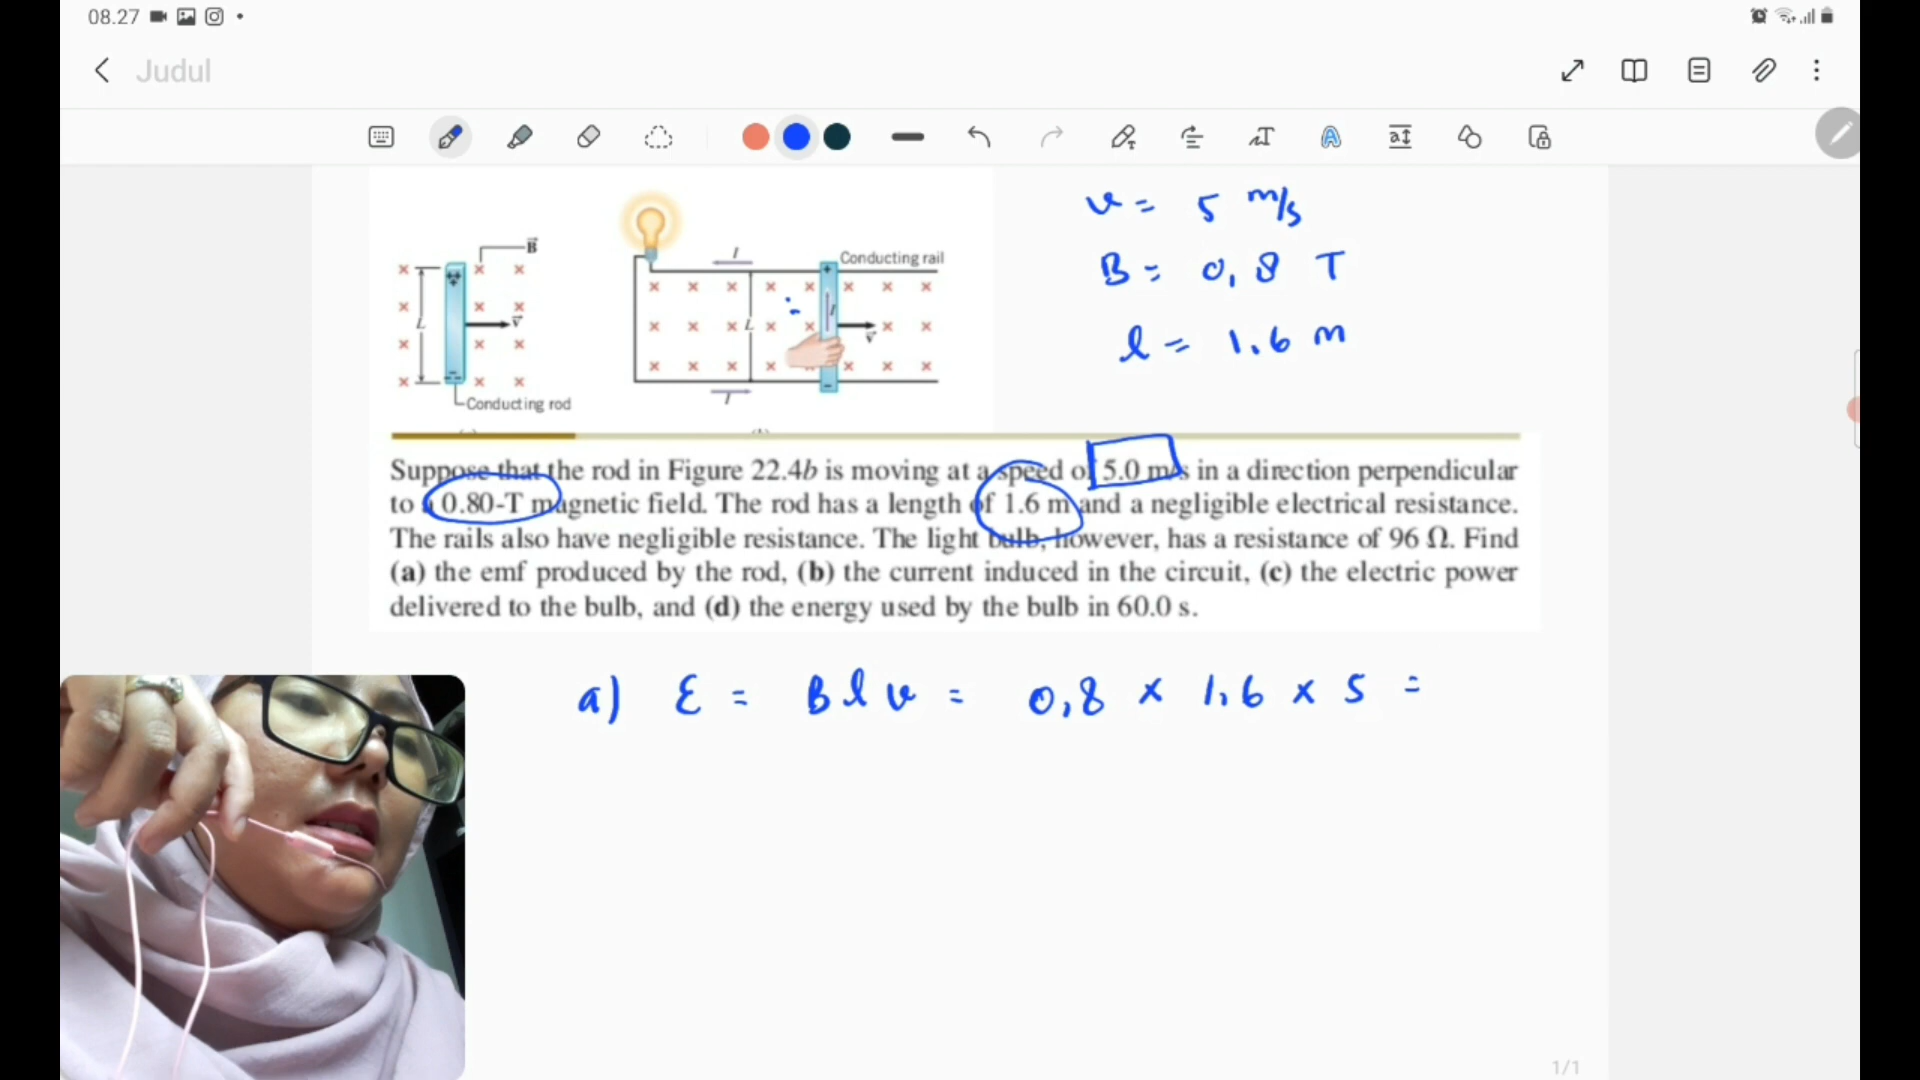 08.27
Judul
v = 5 m/s
B = 0,8 T
l = 1.6 m
B
L
v
Conducting rod
I
Conducting rail
L
I
v
I
Suppose that the rod in Figure 22.4b is moving at a speed of 5.0 m/s in a direction perpendicular
to a 0.80-T magnetic field. The rod has a length of 1.6 m and a negligible electrical resistance.
The rails also have negligible resistance. The light bulb, however, has a resistance of 96 Ω. Find
(a) the emf produced by the rod, (b) the current induced in the circuit, (c) the electric power
delivered to the bulb, and (d) the energy used by the bulb in 60.0 s.
a) ε = B l v = 0,8 x 1.6 x 5 =
1/1